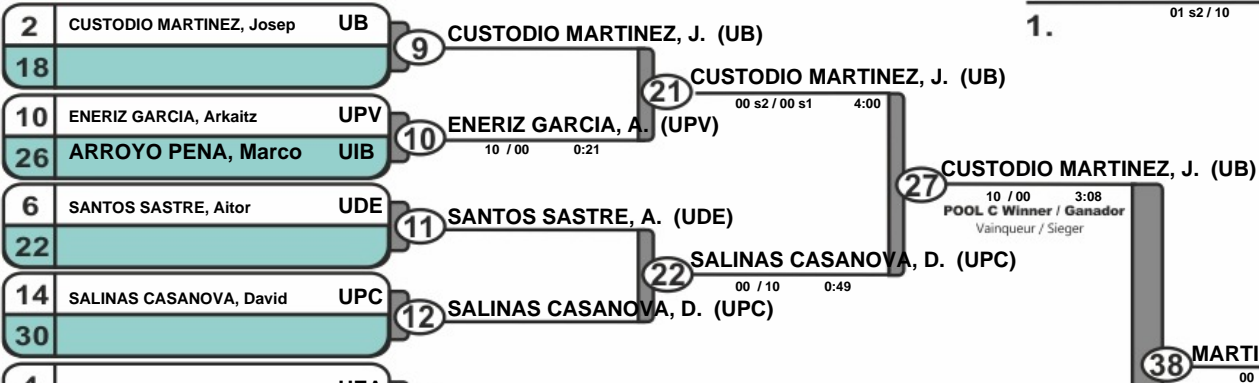 01 s2 / 10
1.
2 CUSTODIO MARTINEZ, Josep UB
18
9 CUSTODIO MARTINEZ, J. (UB)
21 CUSTODIO MARTINEZ, J. (UB)
00 s2 / 00 s1 4:00
10 ENERIZ GARCIA, Arkaitz UPV
26 ARROYO PENA, Marco UIB
10 ENERIZ GARCIA, A. (UPV)
10 / 00 0:21
27 CUSTODIO MARTINEZ, J. (UB)
10 / 00 3:08
POOL C Winner / Ganador
Vainqueur / Sieger
6 SANTOS SASTRE, Aitor UDE
22
11 SANTOS SASTRE, A. (UDE)
22 SALINAS CASANOVA, D. (UPC)
00 / 10 0:49
14 SALINAS CASANOVA, David UPC
30
12 SALINAS CASANOVA, D. (UPC)
38 MARTI
00